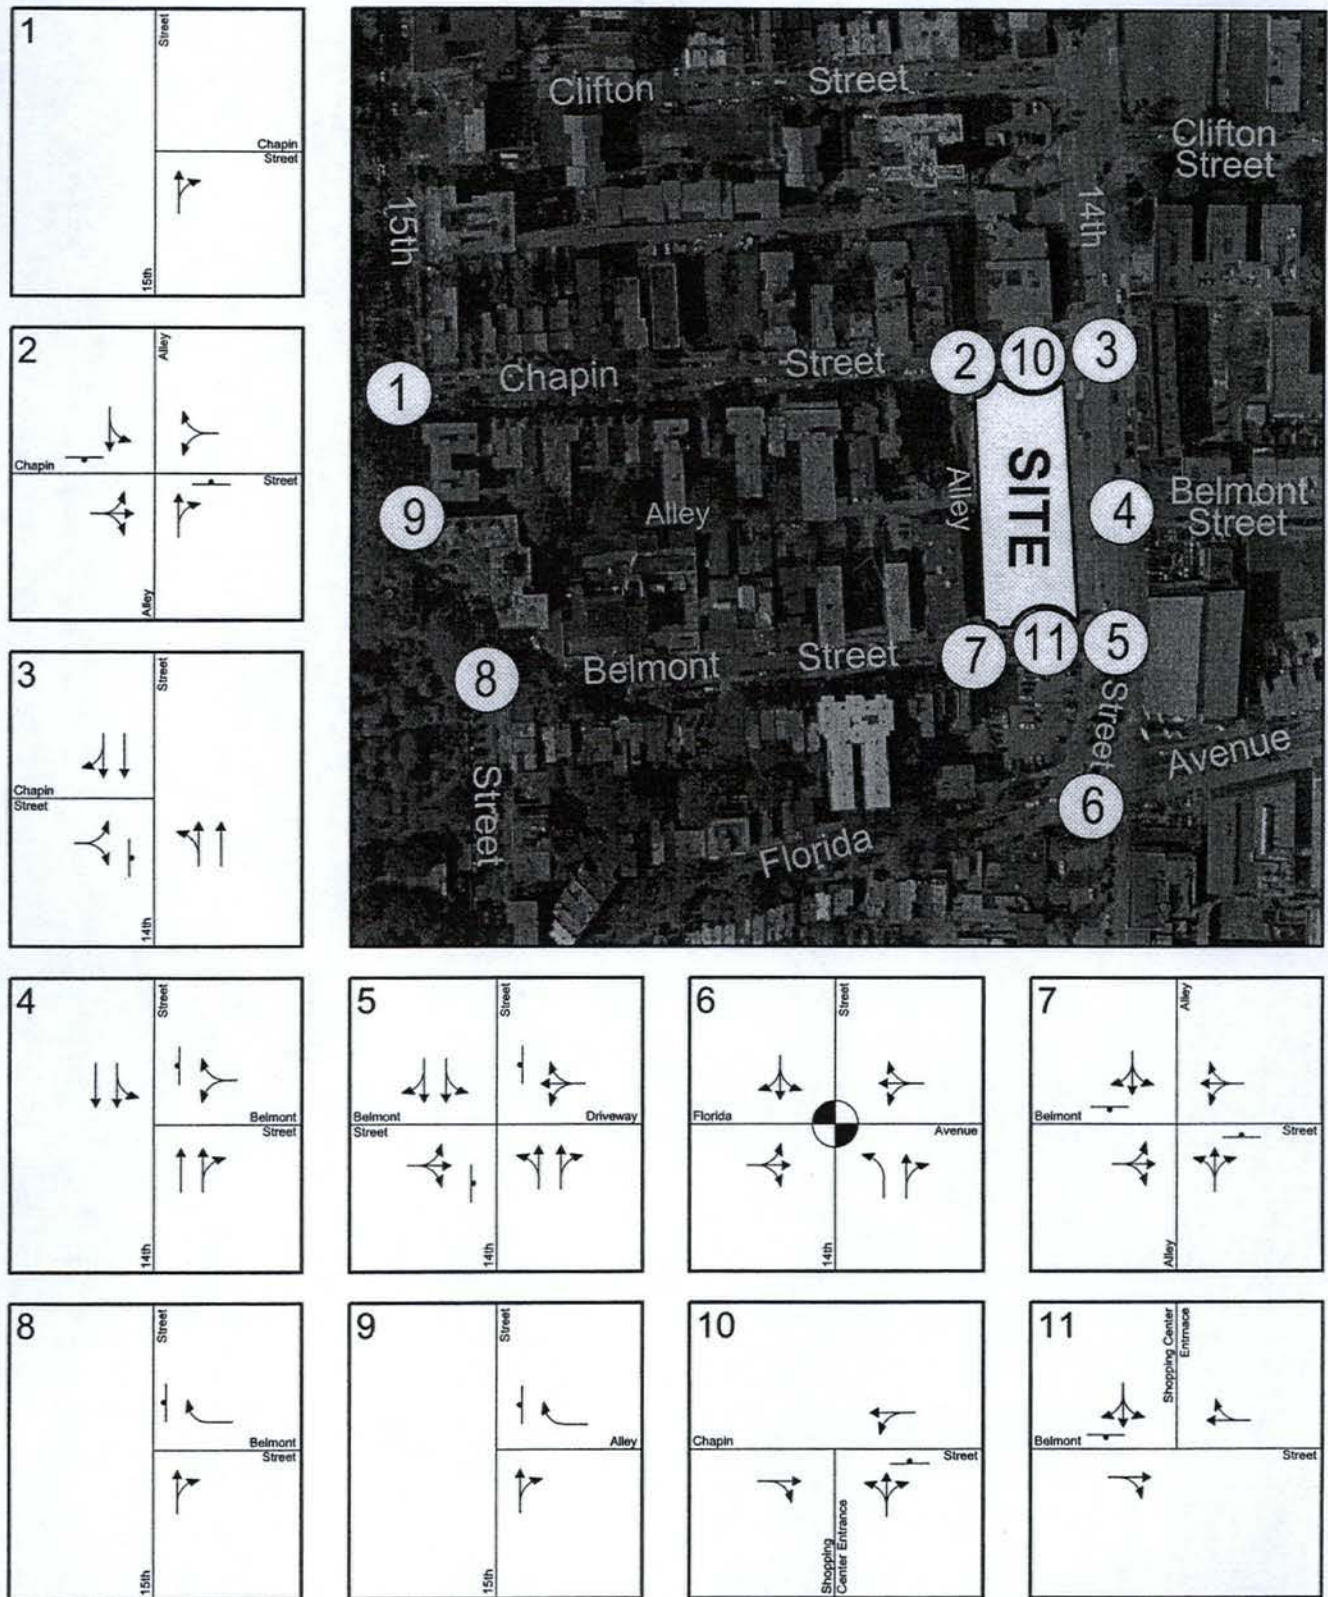 1
Street
Chapin
Street
15th
2
Alley
Chapin
Street
Alley
3
Street
Chapin
Street
14th
Clifton Street
Clifton
Street
15th
14th
1
Chapin Street
2
10
3
9
Alley
Alley
SITE
4
Belmont
Street
8
Belmont Street
7
11
5
Street
Street
Avenue
6
Florida
4
Street
Belmont
Street
14th
5
Street
Belmont
Street
Driveway
14th
6
Street
Florida
Avenue
14th
7
Alley
Belmont
Street
Alley
8
Street
Belmont
Street
15th
9
Street
Alley
15th
10
Chapin
Street
Shopping
Center Entrance
11
Shopping Center
Entrnace
Belmont
Street